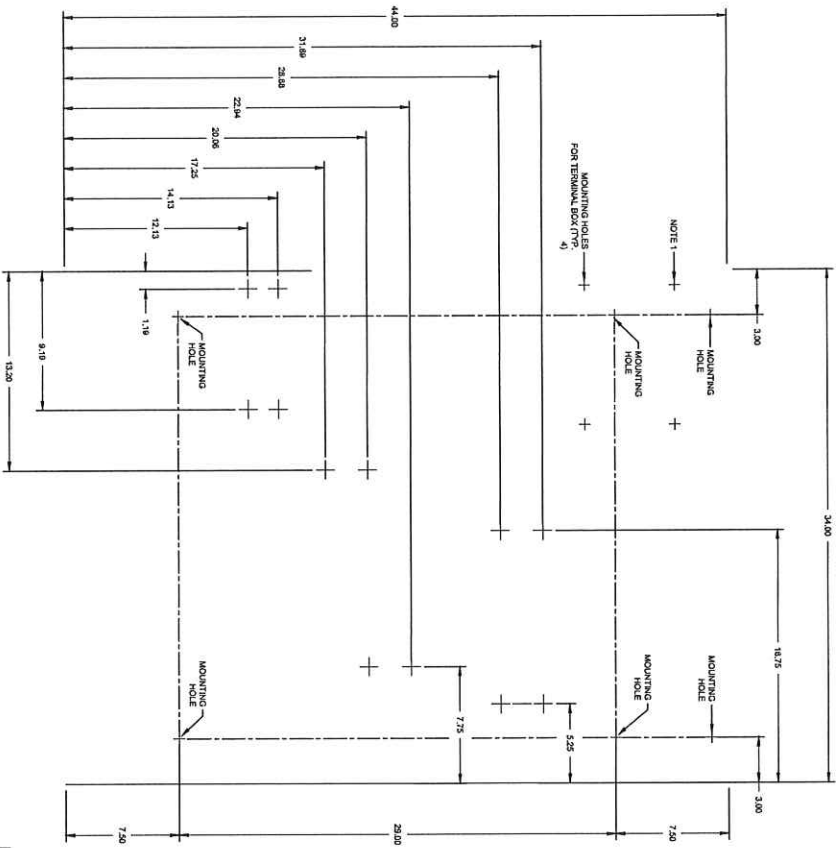 44.00
31.69
28.88
22.94
20.06
17.25
14.13
12.13
MOUNTING HOLES
FOR TERMINAL BOX (TYP.
4)
NOTE 1
3.00
34.00
1.19
9.19
13.20
MOUNTING
HOLE
MOUNTING
HOLE
MOUNTING
HOLE
16.75
MOUNTING
HOLE
MOUNTING
HOLE
MOUNTING
HOLE
7.75
5.25
3.00
7.50
29.00
7.50